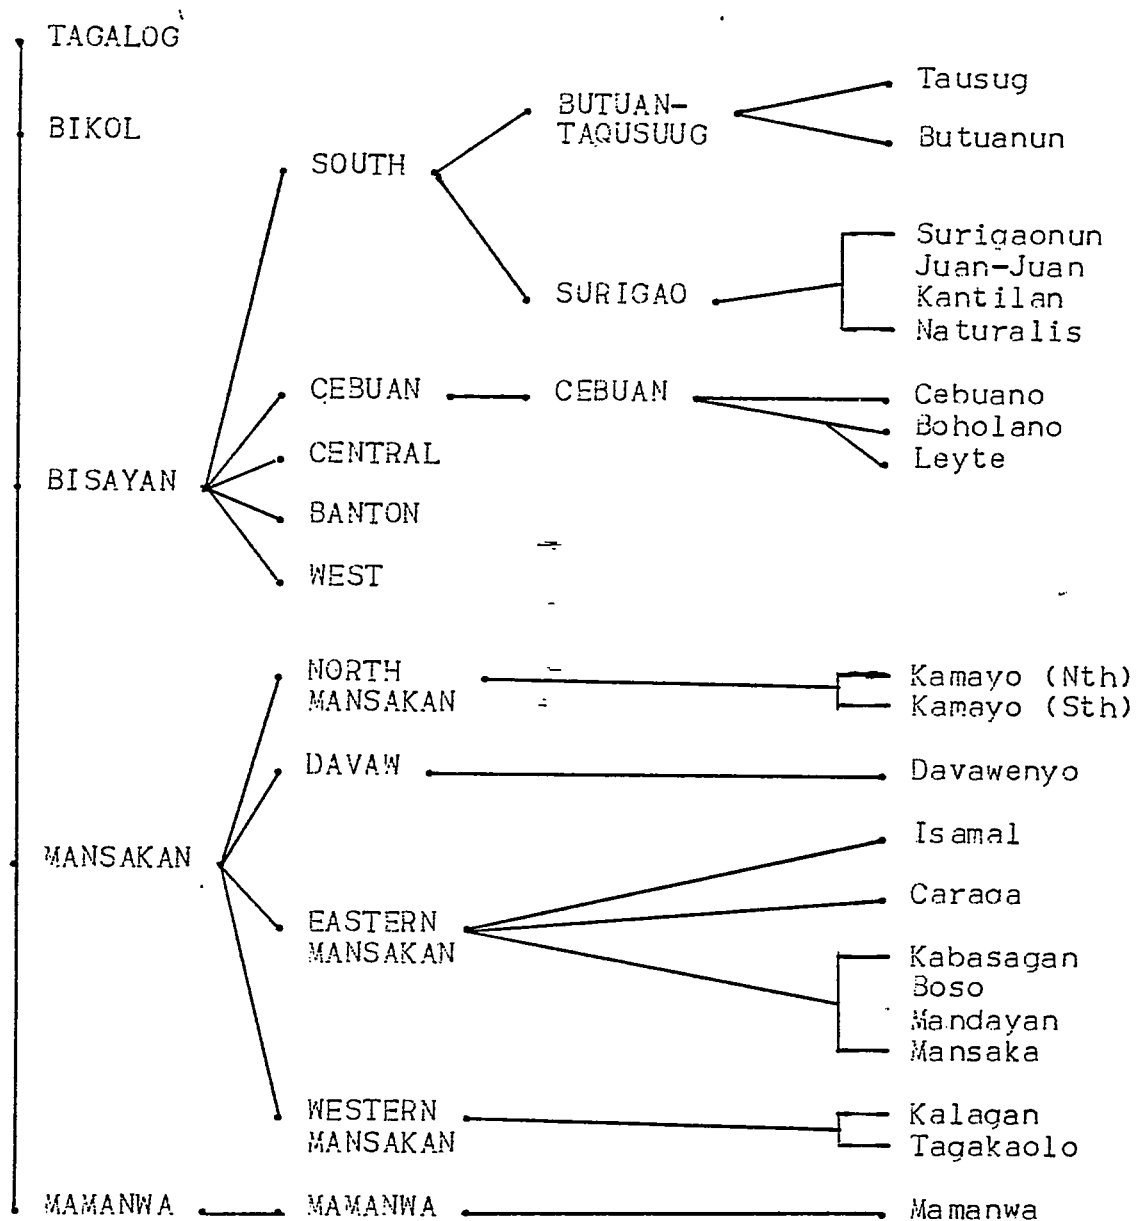 TAGALOG
BIKOL
BISAYAN
MANSAKAN
MAMANWA
SOUTH
CEBUAN
CENTRAL
BANTON
WEST
NORTH
MANSAKAN
DAVAW
EASTERN
MANSAKAN
WESTERN
MANSAKAN
MAMANWA
BUTUAN-
TAQUSUUG
SURIGAO
CEBUAN
Tausug
Butuanun
Surigaonun
Juan-Juan
Kantilan
Naturalis
Cebuano
Boholano
Leyte
Kamayo (Nth)
Kamayo (Sth)
Davawenyo
Isamal
Caraga
Kabasagan
Boso
Mandayan
Mansaka
Kalagan
Tagakaolo
Mamanwa